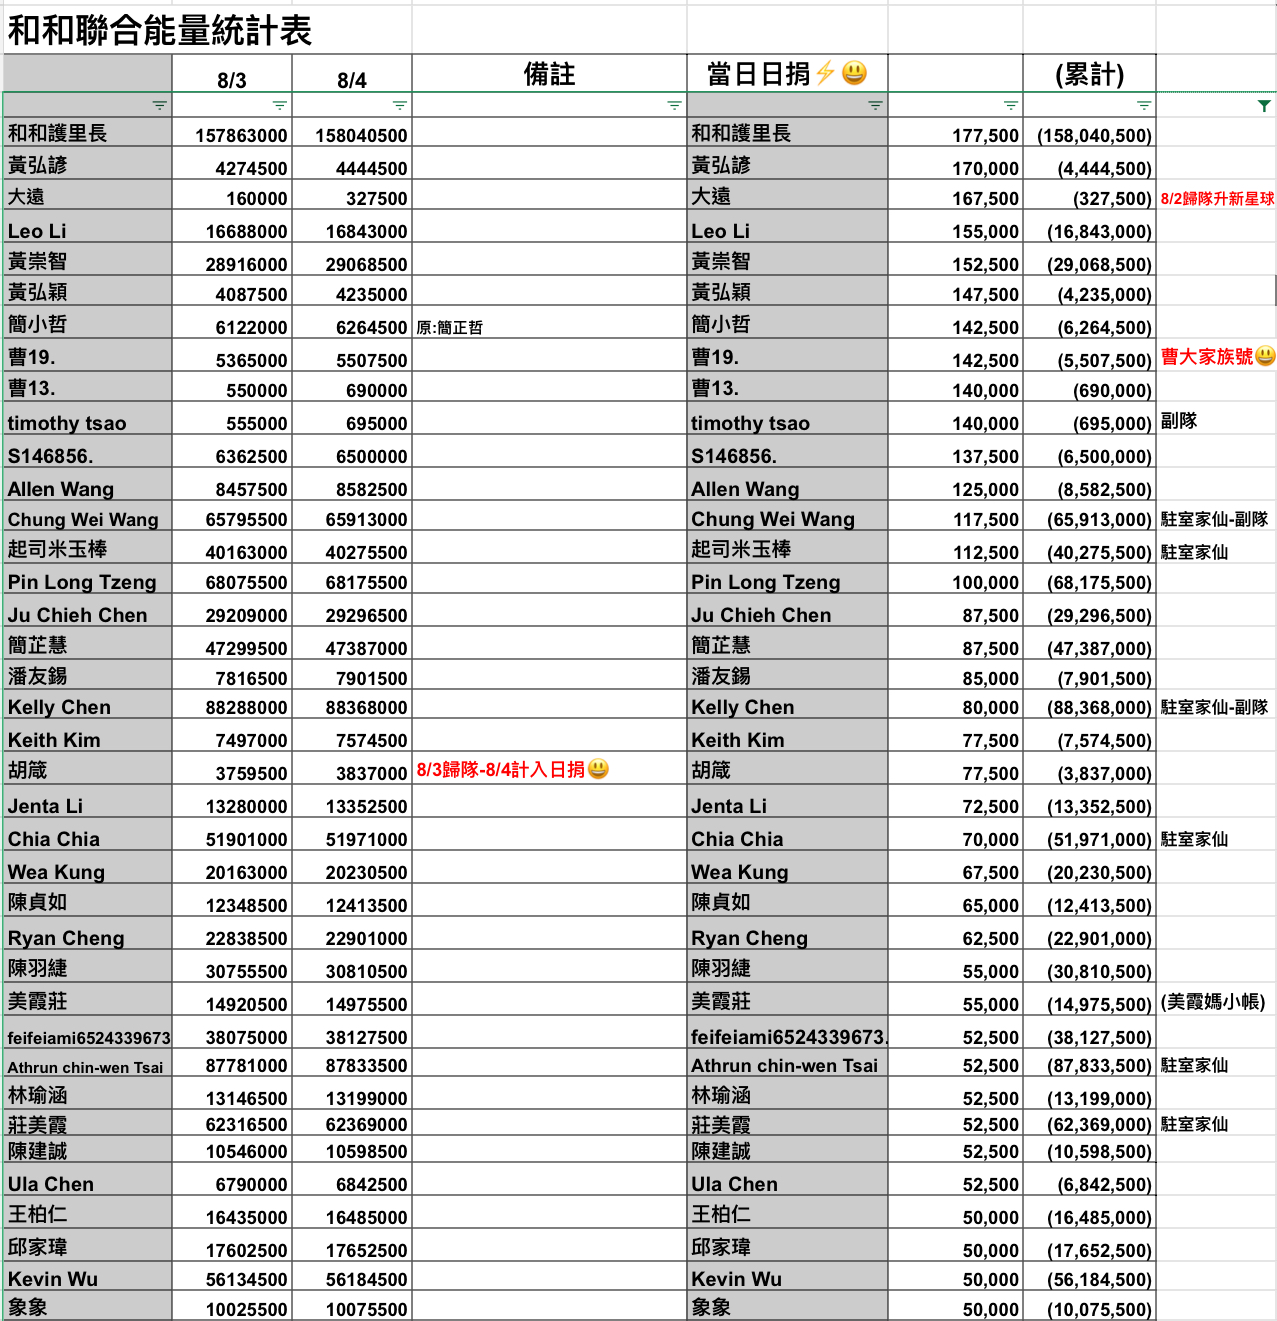 和和聯合能量統計表
8/3 8/4 備註 當日日捐⚡😃 (累計)
和和護里長 157863000 158040500 和和護里長 177,500 (158,040,500)
黃弘諺 4274500 4444500 黃弘諺 170,000 (4,444,500)
大遠 160000 327500 大遠 167,500 (327,500) 8/2歸隊升新星球
Leo Li 16688000 16843000 Leo Li 155,000 (16,843,000)
黃崇智 28916000 29068500 黃崇智 152,500 (29,068,500)
黃弘穎 4087500 4235000 黃弘穎 147,500 (4,235,000)
簡小哲 6122000 6264500 原:簡正哲 簡小哲 142,500 (6,264,500)
曹19. 5365000 5507500 曹19. 142,500 (5,507,500) 曹大家族號😃
曹13. 550000 690000 曹13. 140,000 (690,000)
timothy tsao 555000 695000 timothy tsao 140,000 (695,000) 副隊
S146856. 6362500 6500000 S146856. 137,500 (6,500,000)
Allen Wang 8457500 8582500 Allen Wang 125,000 (8,582,500)
Chung Wei Wang 65795500 65913000 Chung Wei Wang 117,500 (65,913,000) 駐室家仙-副隊
起司米玉棒 40163000 40275500 起司米玉棒 112,500 (40,275,500) 駐室家仙
Pin Long Tzeng 68075500 68175500 Pin Long Tzeng 100,000 (68,175,500)
Ju Chieh Chen 29209000 29296500 Ju Chieh Chen 87,500 (29,296,500)
簡芷慧 47299500 47387000 簡芷慧 87,500 (47,387,000)
潘友錫 7816500 7901500 潘友錫 85,000 (7,901,500)
Kelly Chen 88288000 88368000 Kelly Chen 80,000 (88,368,000) 駐室家仙-副隊
Keith Kim 7497000 7574500 Keith Kim 77,500 (7,574,500)
胡箴 3759500 3837000 8/3歸隊-8/4計入日捐😃 胡箴 77,500 (3,837,000)
Jenta Li 13280000 13352500 Jenta Li 72,500 (13,352,500)
Chia Chia 51901000 51971000 Chia Chia 70,000 (51,971,000) 駐室家仙
Wea Kung 20163000 20230500 Wea Kung 67,500 (20,230,500)
陳貞如 12348500 12413500 陳貞如 65,000 (12,413,500)
Ryan Cheng 22838500 22901000 Ryan Cheng 62,500 (22,901,000)
陳羽緁 30755500 30810500 陳羽緁 55,000 (30,810,500)
美霞莊 14920500 14975500 美霞莊 55,000 (14,975,500) (美霞媽小帳)
feifeiami6524339673 38075000 38127500 feifeiami6524339673. 52,500 (38,127,500)
Athrun chin-wen Tsai 87781000 87833500 Athrun chin-wen Tsai 52,500 (87,833,500) 駐室家仙
林瑜涵 13146500 13199000 林瑜涵 52,500 (13,199,000)
莊美霞 62316500 62369000 莊美霞 52,500 (62,369,000) 駐室家仙
陳建誠 10546000 10598500 陳建誠 52,500 (10,598,500)
Ula Chen 6790000 6842500 Ula Chen 52,500 (6,842,500)
王柏仁 16435000 16485000 王柏仁 50,000 (16,485,000)
邱家瑋 17602500 17652500 邱家瑋 50,000 (17,652,500)
Kevin Wu 56134500 56184500 Kevin Wu 50,000 (56,184,500)
象象 10025500 10075500 象象 50,000 (10,075,500)